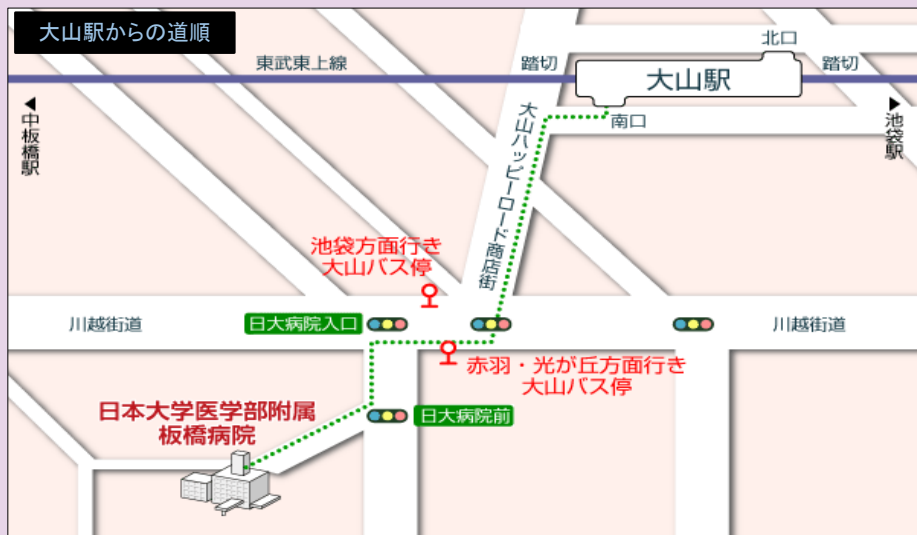 大山駅からの道順
北口
東武東上線
踏切
大山駅
踏切
中板橋駅
南口
池袋駅
大山ハッピーロード商店街
池袋方面行き
大山バス停
川越街道
日大病院入口
川越街道
赤羽・光が丘方面行き
大山バス停
日本大学医学部附属
板橋病院
日大病院前